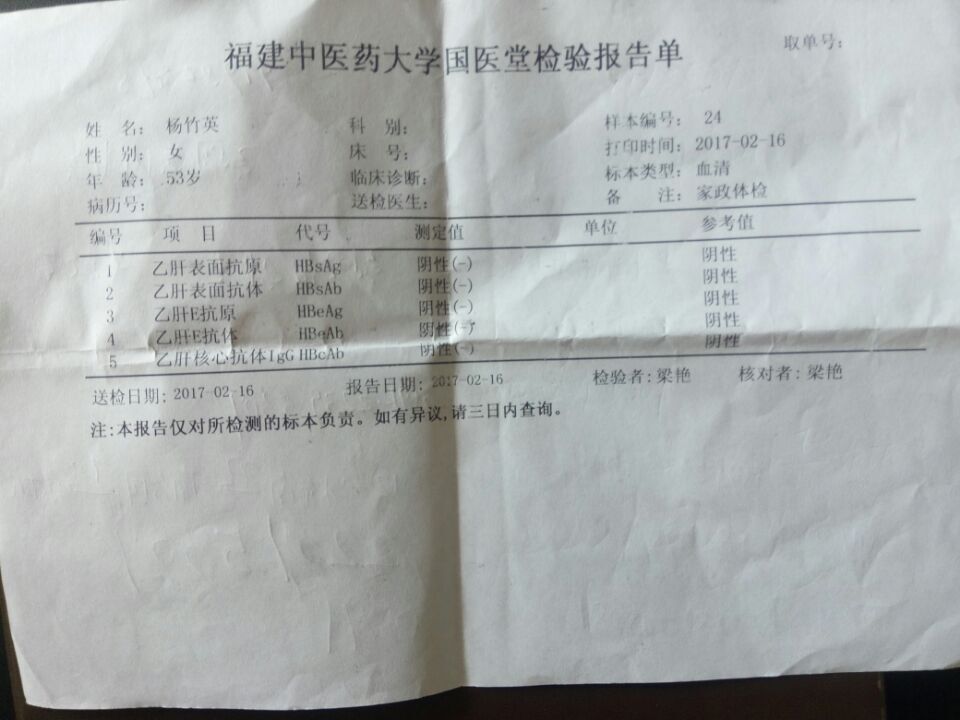 福建中医药大学国医堂检验报告单 取单号:
姓 名: 杨竹英 科 别: 样本编号: 24
性 别: 女 床 号: 打印时间: 2017-02-16
年 龄: 53岁 临床诊断: 标本类型: 血清
病历号: 送检医生: 备 注: 家政体检
编号 项 目 代号 测定值 单位 参考值
1 乙肝表面抗原 HBsAg 阴性(-) 阴性
2 乙肝表面抗体 HBsAb 阴性(-) 阴性
3 乙肝E抗原 HBeAg 阴性(-) 阴性
4 乙肝E抗体 HBeAb 阴性(-) 阴性
5 乙肝核心抗体IgG HBcAb 阴性(-) 阴性
送检日期: 2017-02-16 报告日期: 2017-02-16 检验者: 梁艳 核对者: 梁艳
注:本报告仅对所检测的标本负责。如有异议,请三日内查询。